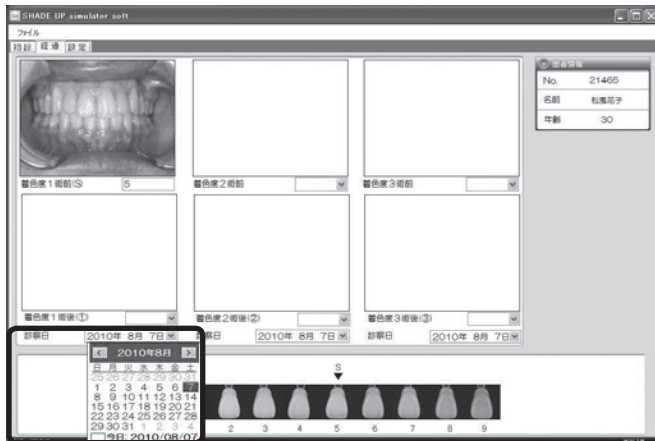 SHADE UP simulator soft
ファイル
初診 経過 設定
患者情報
No. 21465
名前 松風花子
年齢 30
着色度1術前(S) 5
着色度2術前
着色度3術前
着色度1術後(①)
着色度2術後(②)
着色度3術後(③)
診察日 2010年 8月 7日
診察日 2010年 8月 7日
診察日 2010年 8月 7日
2010年8月
日 月 火 水 木 金 土
25 26 27 28 29 30 31
1 2 3 4 5 6 7
8 9 10 11 12 13 14
15 16 17 18 19 20 21
22 23 24 25 26 27 28
29 30 31 1 2 3 4
今日: 2010/08/07
S
2 3 4 5 6 7 8 9